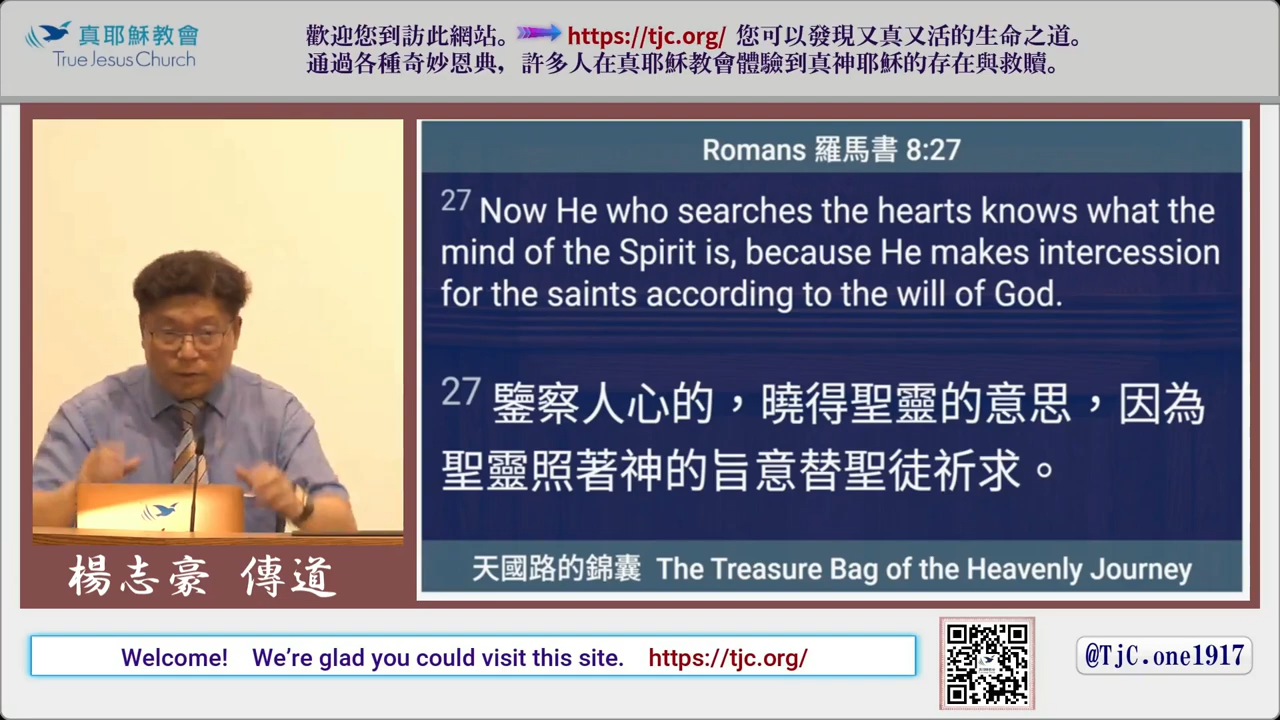 真耶穌教會
True Jesus Church
歡迎您到訪此網站。 https://tjc.org/ 您可以發現又真又活的生命之道。
通過各種奇妙恩典，許多人在真耶穌教會體驗到真神耶穌的存在與救贖。
Romans 羅馬書 8:27
27 Now He who searches the hearts knows what the
mind of the Spirit is, because He makes intercession
for the saints according to the will of God.
27 鑒察人心的，曉得聖靈的意思，因為
聖靈照著神的旨意替聖徒祈求。
天國路的錦囊 The Treasure Bag of the Heavenly Journey
楊志豪 傳道
Welcome! We’re glad you could visit this site. https://tjc.org/
@TjC.one1917